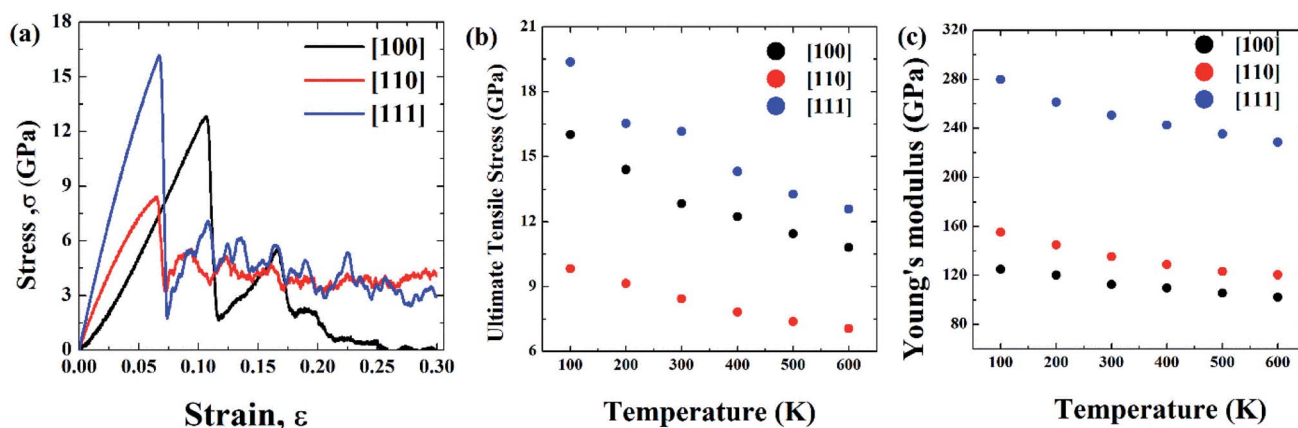 (a)
18
15
12
9
6
3
0
0.00 0.05 0.10 0.15 0.20 0.25 0.30
Stress ,σ (GPa)
Strain, ε
[100]
[110]
[111]
(b)
21
18
15
12
9
6
100 200 300 400 500 600
Ultimate Tensile Stress (GPa)
Temperature (K)
[100]
[110]
[111]
(c)
320
280
240
200
160
120
80
100 200 300 400 500 600
Young's modulus (GPa)
Temperature (K)
[100]
[110]
[111]